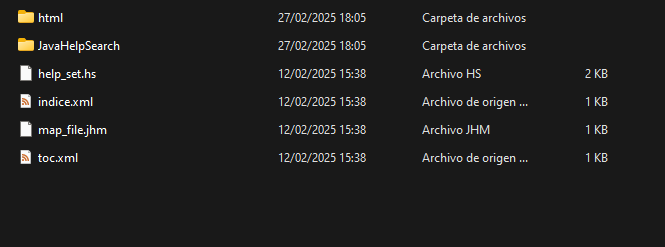 html 27/02/2025 18:05 Carpeta de archivos
JavaHelpSearch 27/02/2025 18:05 Carpeta de archivos
help_set.hs 12/02/2025 15:38 Archivo HS 2 KB
indice.xml 12/02/2025 15:38 Archivo de origen ... 1 KB
map_file.jhm 12/02/2025 15:38 Archivo JHM 1 KB
toc.xml 12/02/2025 15:38 Archivo de origen ... 1 KB